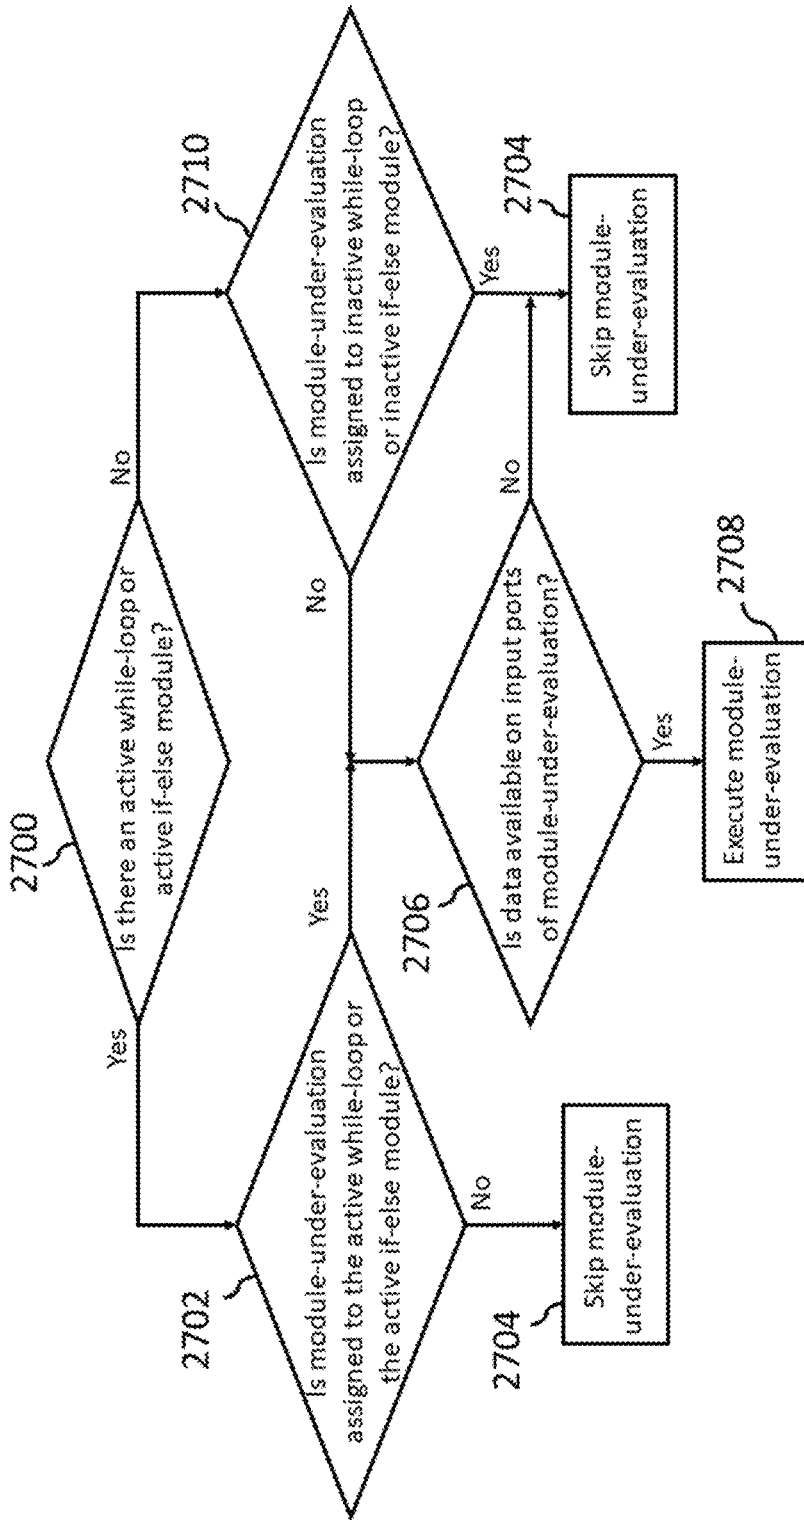 2700
Is there an active while-loop or
active if-else module?
Yes
No
2702
Is module-under-evaluation
assigned to the active while-loop or
the active if-else module?
Yes
No
2710
Is module-under-evaluation
assigned to inactive while-loop
or inactive if-else module?
No
Yes
2704
Skip module-
under-evaluation
2706
Is data available on input ports
of module-under-evaluation?
No
Yes
2704
Skip module-
under-evaluation
2708
Execute module-
under-evaluation